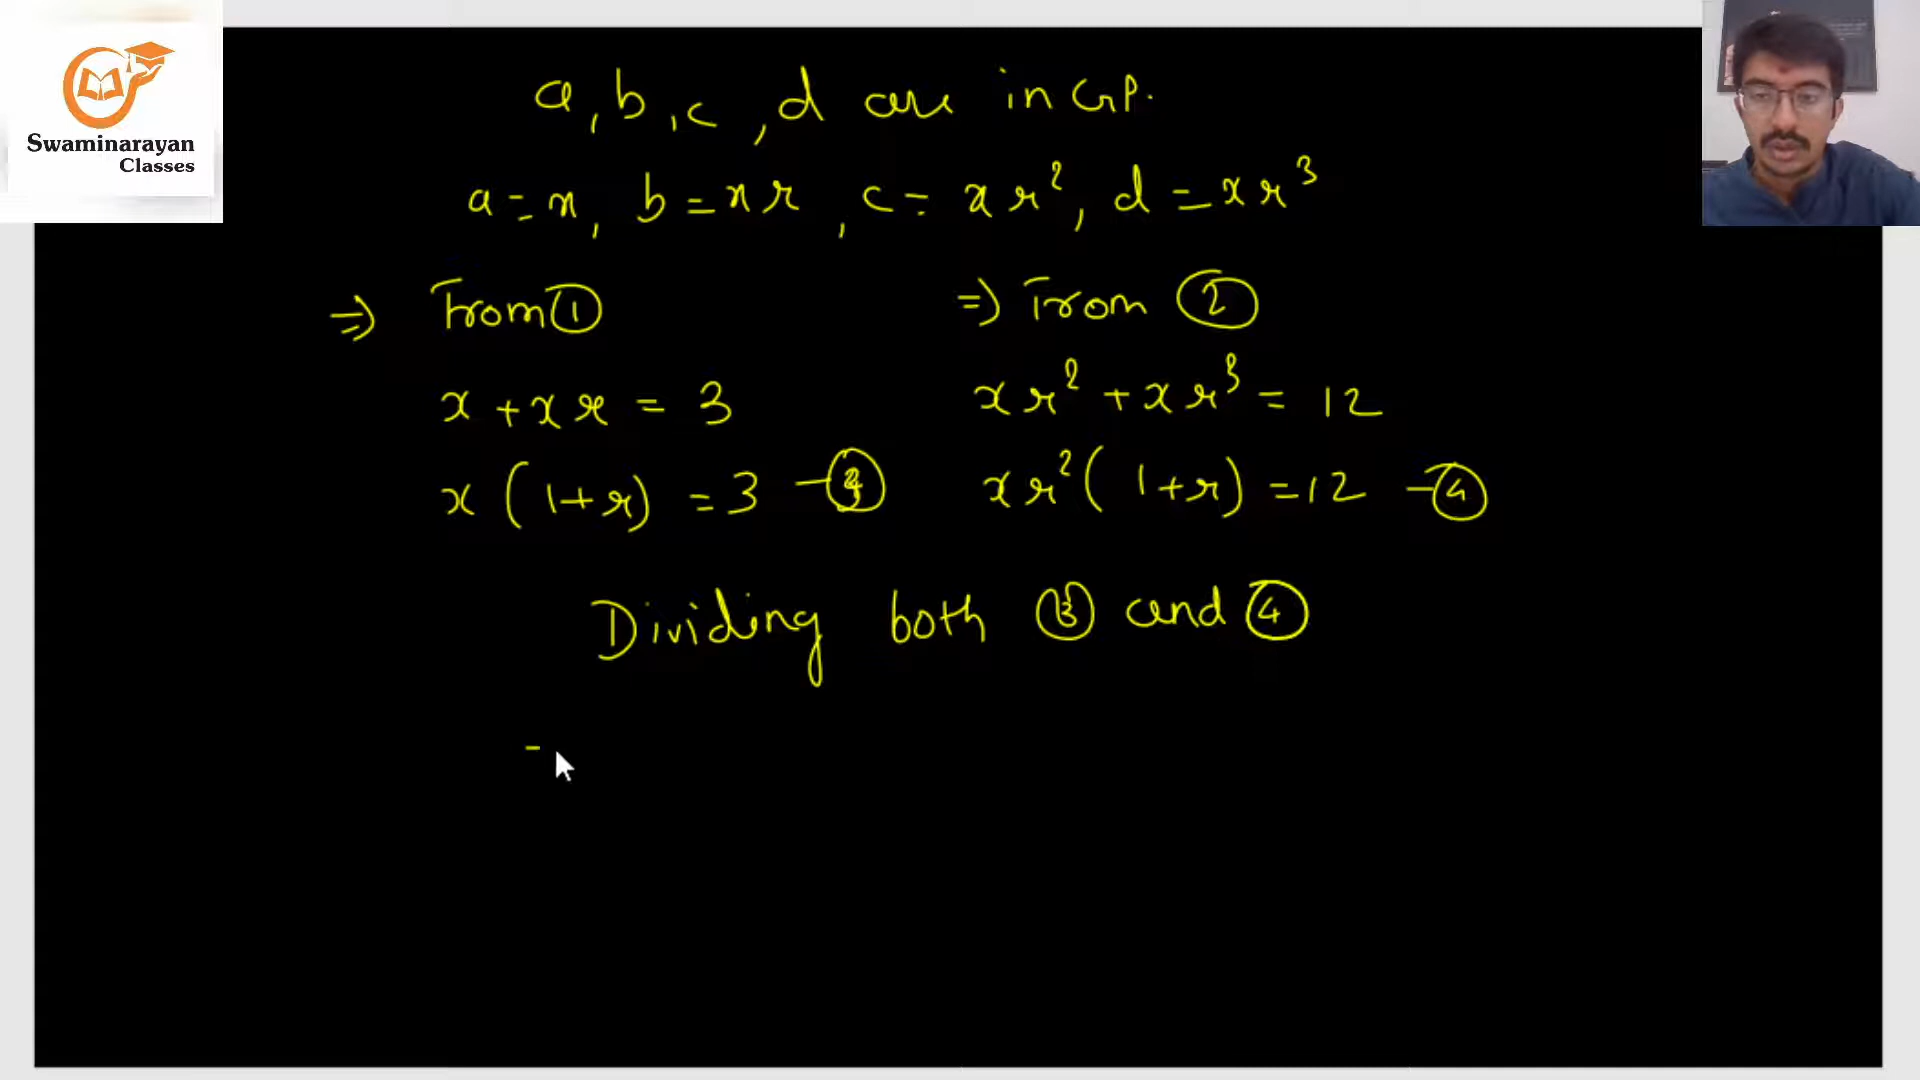 Swaminarayan
Classes
a, b, c, d are in GP.
a = x, b = xr, c = xr², d = xr³
⇒ From ① ⇒ From ②
x + xr = 3 xr² + xr³ = 12
x(1+r) = 3 – ③ xr²(1+r) = 12 – ④
Dividing both ③ and ④